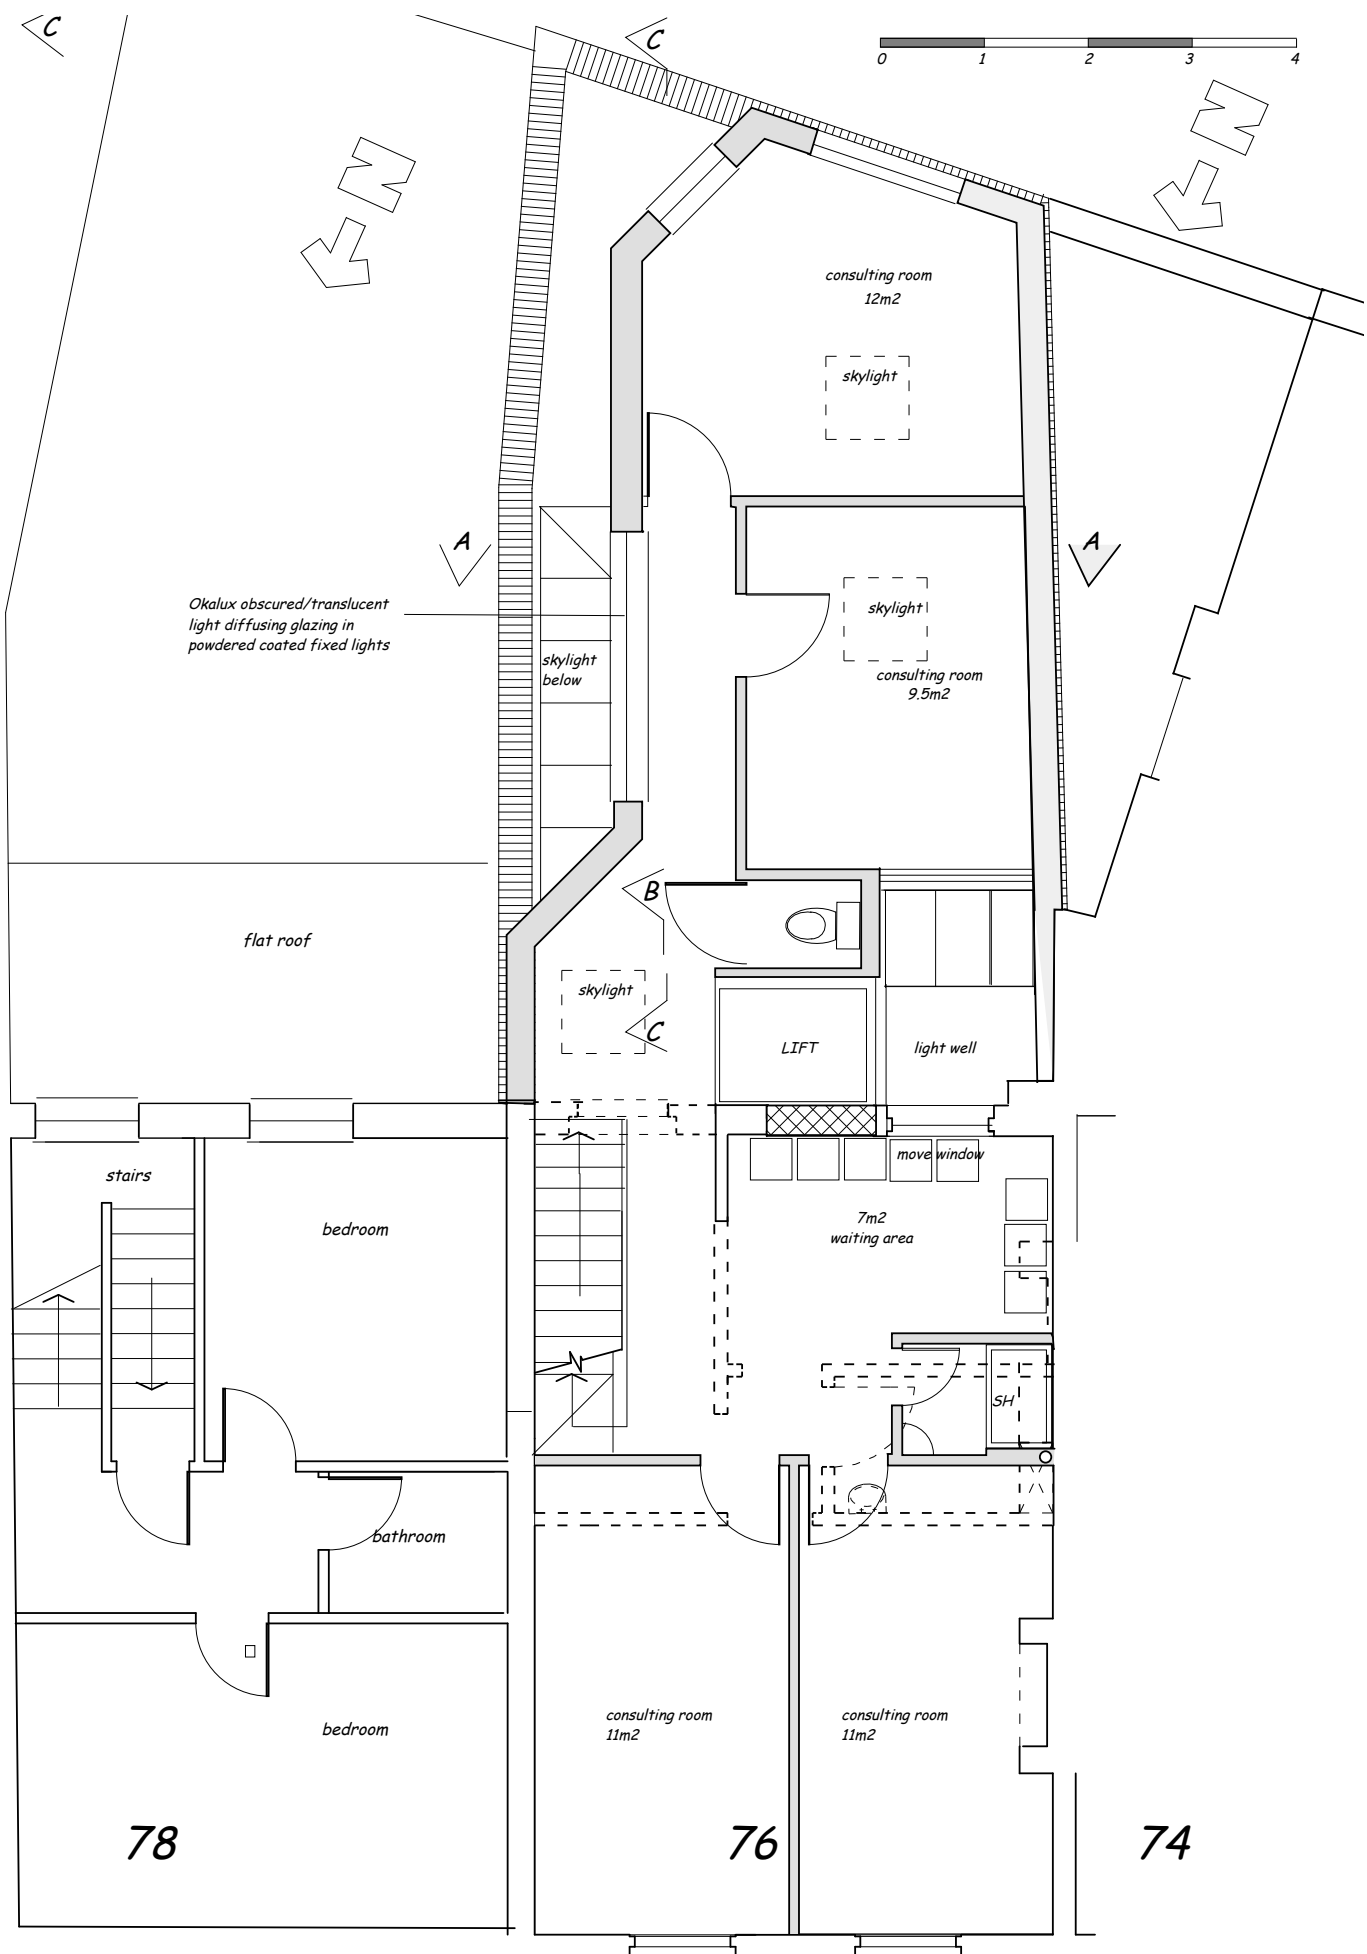 C
C
0 1 2 3 4
N
N
consulting room
12m2
skylight
A
A
Okalux obscured/translucent
light diffusing glazing in
powdered coated fixed lights
skylight
skylight
below
consulting room
9.5m2
B
flat roof
skylight
C
LIFT
light well
move window
stairs
bedroom
7m2
waiting area
SH
bathroom
consulting room
11m2
consulting room
11m2
bedroom
78
76
74